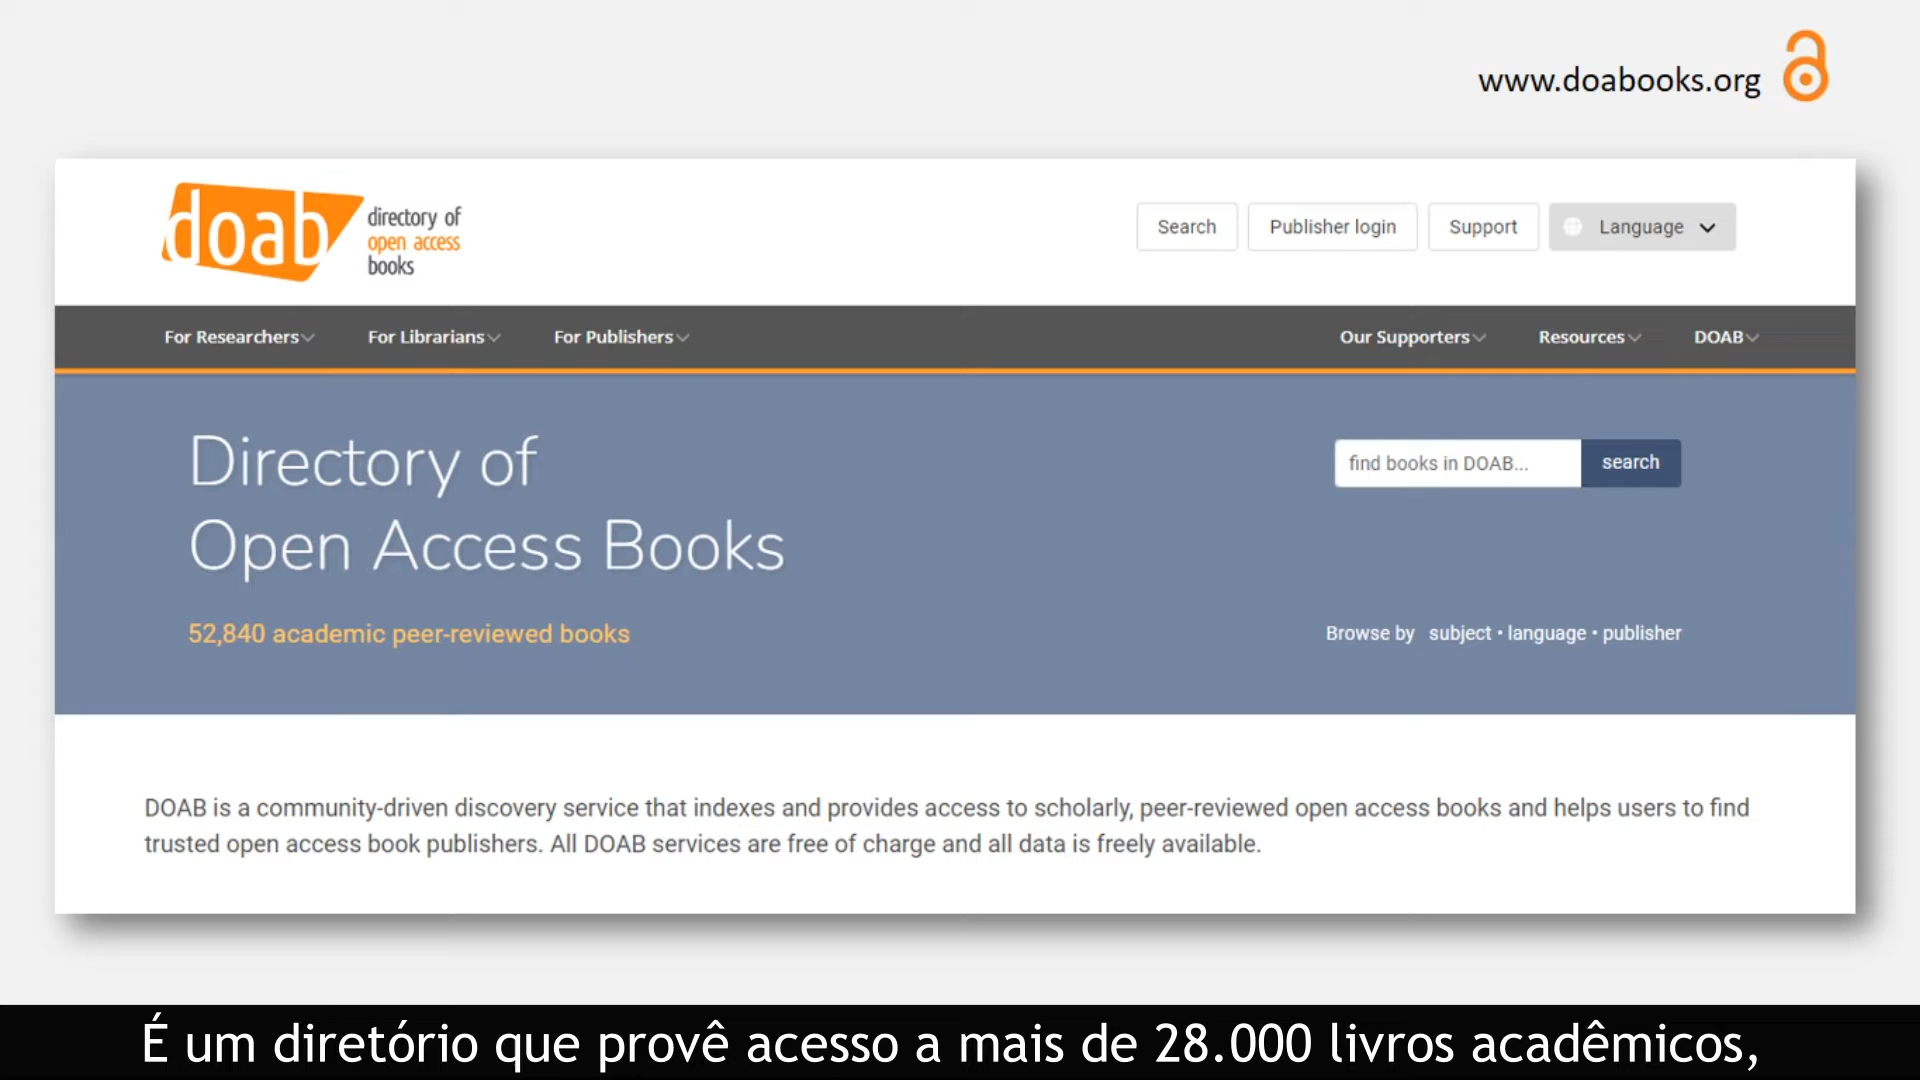 www.doabooks.org
doab
directory of
open access
books
Search
Publisher login
Support
Language
For Researchers
For Librarians
For Publishers
Our Supporters
Resources
DOAB
Directory of
Open Access Books
find books in DOAB...
search
52,840 academic peer-reviewed books
Browse by subject • language • publisher
DOAB is a community-driven discovery service that indexes and provides access to scholarly, peer-reviewed open access books and helps users to find
trusted open access book publishers. All DOAB services are free of charge and all data is freely available.
É um diretório que provê acesso a mais de 28.000 livros acadêmicos,